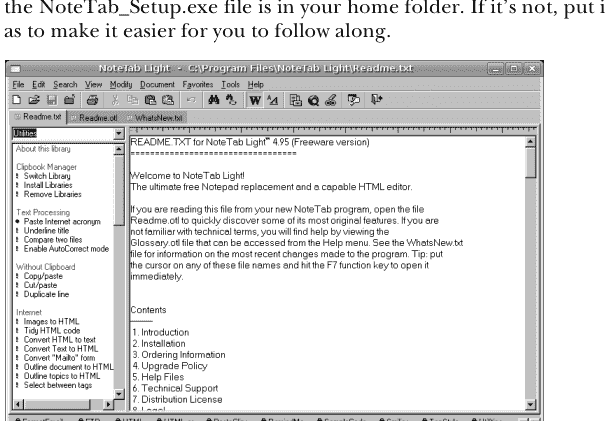 the NoteTab_Setup.exe file is in your home folder. If it's not, put i
as to make it easier for you to follow along.
NoteTab Light - C:\Program Files\NoteTab Light\Readme.txt
File Edit Search View Modify Document Favorites Tools Help
Readme.txt Readme.otl WhatsNew.txt
Utilities
About this library
Clipbook Manager
Switch Library
Install Libraries
Remove Libraries
Text Processing
Paste Internet acronym
Underline title
Compare two files
Enable AutoCorrect mode
Without Clipboard
Copy/paste
Cut/paste
Duplicate line
Internet
Images to HTML
Tidy HTML code
Convert HTML to text
Convert Text to HTML
Convert "Mailto" form
Outline document to HTML
Outline topics to HTML
Select between tags
README.TXT for NoteTab Light™ 4.95 (Freeware version)
==================================
Welcome to NoteTab Light!
The ultimate free Notepad replacement and a capable HTML editor.
If you are reading this file from your new NoteTab program, open the file
Readme.otl to quickly discover some of its most original features. If you are
not familiar with technical terms, you will find help by viewing the
Glossary.otl file that can be accessed from the Help menu. See the WhatsNew.txt
file for information on the most recent changes made to the program. Tip: put
the cursor on any of these file names and hit the F7 function key to open it
immediately.
Contents
--------
1. Introduction
2. Installation
3. Ordering Information
4. Upgrade Policy
5. Help Files
6. Technical Support
7. Distribution License
8. Legal